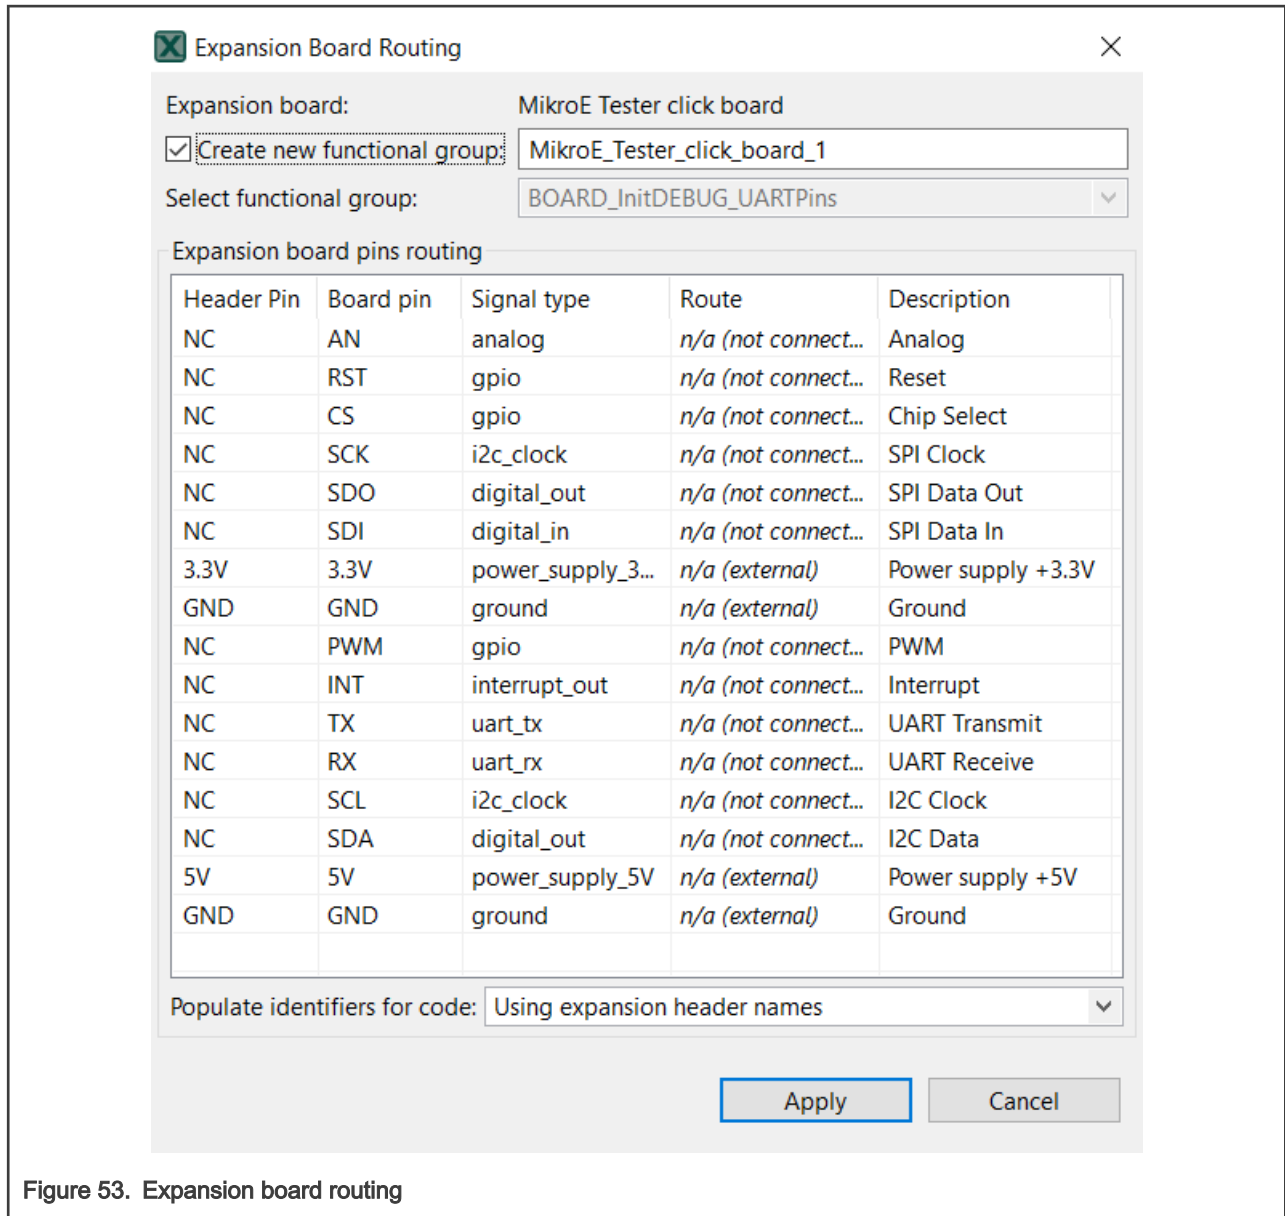 Expansion Board Routing
Expansion board: MikroE Tester click board
Create new functional group: MikroE_Tester_click_board_1
Select functional group: BOARD_InitDEBUG_UARTPins
Expansion board pins routing
Header Pin Board pin Signal type Route Description
NC AN analog n/a (not connect... Analog
NC RST gpio n/a (not connect... Reset
NC CS gpio n/a (not connect... Chip Select
NC SCK i2c_clock n/a (not connect... SPI Clock
NC SDO digital_out n/a (not connect... SPI Data Out
NC SDI digital_in n/a (not connect... SPI Data In
3.3V 3.3V power_supply_3... n/a (external) Power supply +3.3V
GND GND ground n/a (external) Ground
NC PWM gpio n/a (not connect... PWM
NC INT interrupt_out n/a (not connect... Interrupt
NC TX uart_tx n/a (not connect... UART Transmit
NC RX uart_rx n/a (not connect... UART Receive
NC SCL i2c_clock n/a (not connect... I2C Clock
NC SDA digital_out n/a (not connect... I2C Data
5V 5V power_supply_5V n/a (external) Power supply +5V
GND GND ground n/a (external) Ground
Populate identifiers for code: Using expansion header names
Apply Cancel
Figure 53. Expansion board routing